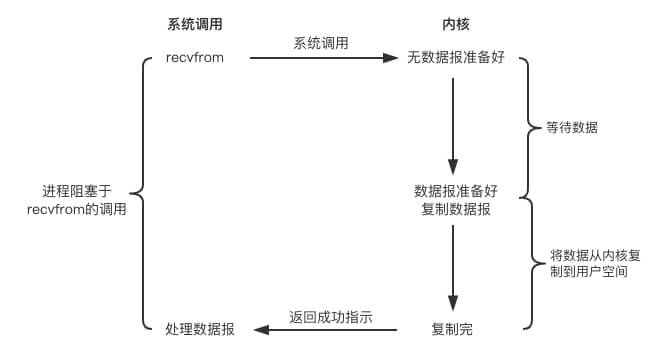 系统调用
内核
系统调用
recvfrom
无数据报准备好
等待数据
进程阻塞于
recvfrom的调用
数据报准备好
复制数据报
将数据从内核复
制到用户空间
返回成功指示
处理数据报
复制完